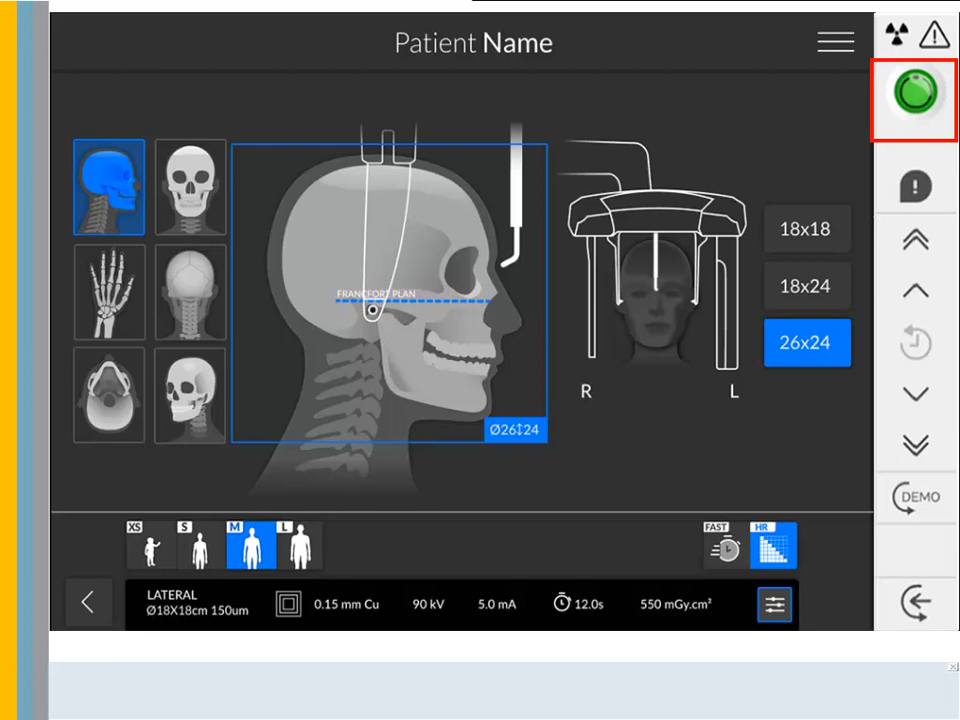 Patient Name
18x18
FRANCFORT PLAN
18x24
26x24
R
L
Ø26↕24
DEMO
XS
S
M
L
FAST
HR
LATERAL
Ø18X18cm 150um
0.15 mm Cu
90 kV
5.0 mA
12.0s
550 mGy.cm²